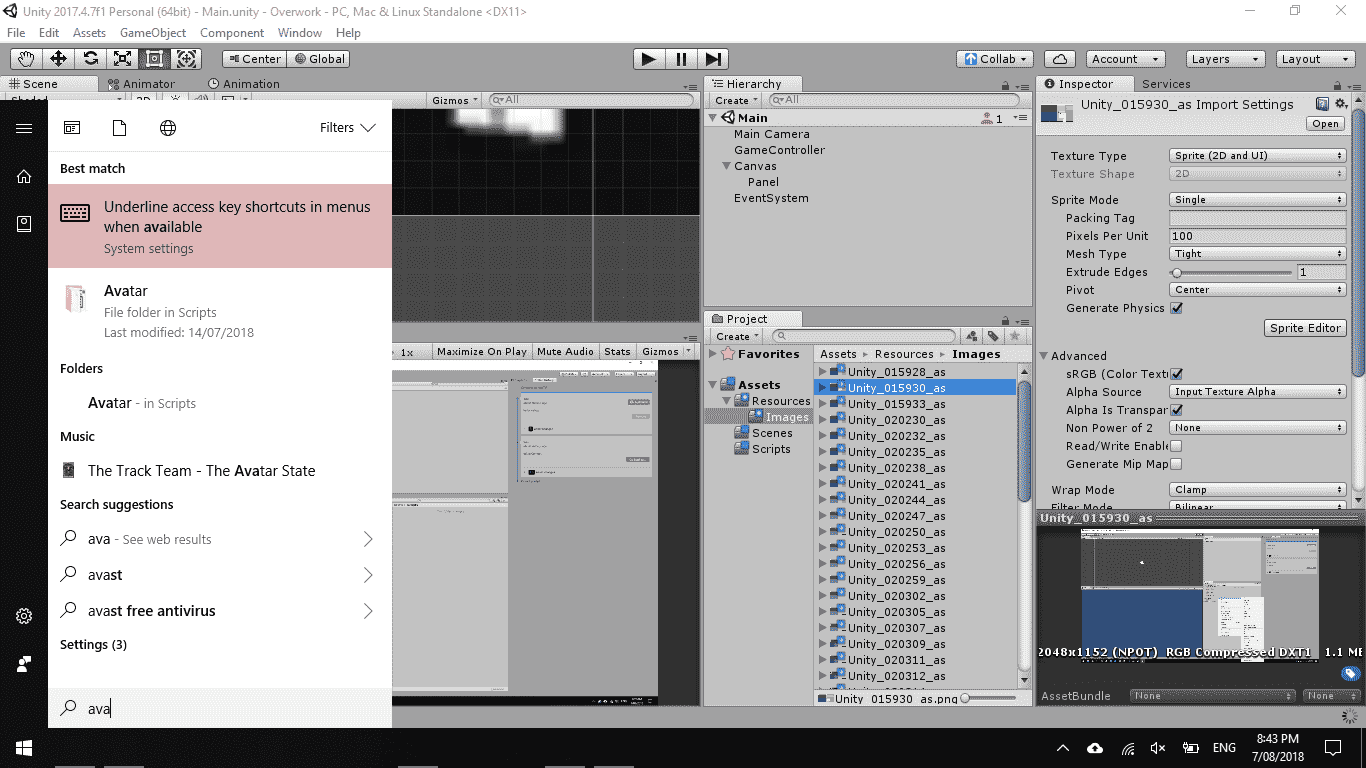 Unity 2017.4.7f1 Personal (64bit) - Main.unity - Overwork - PC, Mac & Linux Standalone <DX11>
File Edit Assets GameObject Component Window Help
Center Global
Collab Account Layers Layout
Scene Animator Animation
Gizmos All
Filters
Best match
Underline access key shortcuts in menus
when available
System settings
Avatar
File folder in Scripts
Last modified: 14/07/2018
Folders
Avatar - in Scripts
Music
The Track Team - The Avatar State
Search suggestions
ava - See web results
avast
avast free antivirus
Settings (3)
ava
1x Maximize On Play Mute Audio Stats Gizmos
Hierarchy
Create All
Main 1
Main Camera
GameController
Canvas
Panel
EventSystem
Project
Create
Favorites
Assets
Resources
Images
Scenes
Scripts
Assets Resources Images
Unity_015928_as
Unity_015930_as
Unity_015933_as
Unity_020230_as
Unity_020232_as
Unity_020235_as
Unity_020238_as
Unity_020241_as
Unity_020244_as
Unity_020247_as
Unity_020250_as
Unity_020253_as
Unity_020256_as
Unity_020259_as
Unity_020302_as
Unity_020305_as
Unity_020307_as
Unity_020309_as
Unity_020311_as
Unity_020312_as
Unity_015930_as.png
Inspector Services
Unity_015930_as Import Settings
Open
Texture Type Sprite (2D and UI)
Texture Shape 2D
Sprite Mode Single
Packing Tag
Pixels Per Unit 100
Mesh Type Tight
Extrude Edges 1
Pivot Center
Generate Physics
Sprite Editor
Advanced
sRGB (Color Textu
Alpha Source Input Texture Alpha
Alpha Is Transpar
Non Power of 2 None
Read/Write Enable
Generate Mip Map
Wrap Mode Clamp
Filter Mode Bilinear
Unity_015930_as
2048x1152 (NPOT) RGB Compressed DXT1 1.1 MB
AssetBundle None None
ENG
8:43 PM
7/08/2018